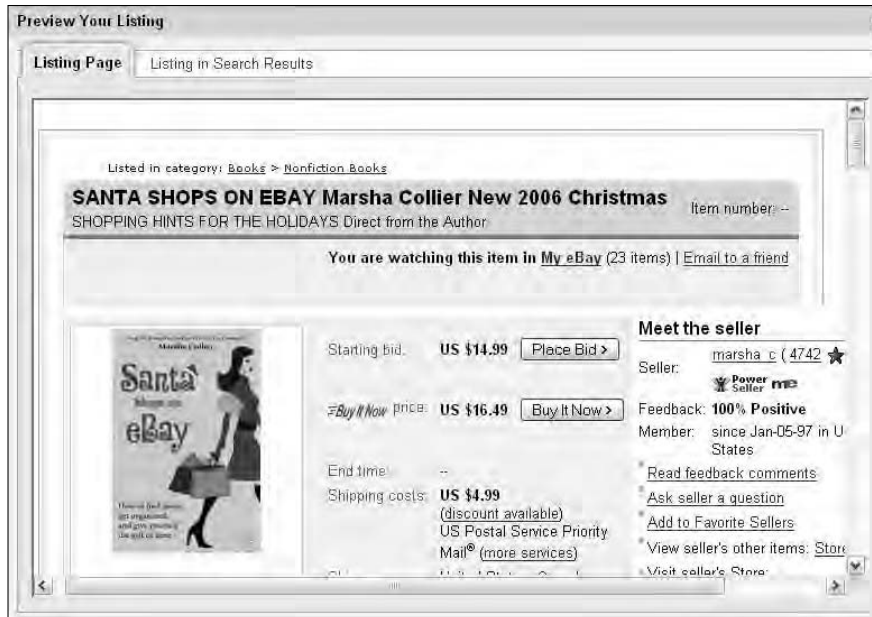 Preview Your Listing
Listing Page
Listing in Search Results
Listed in category: Books > Nonfiction Books
SANTA SHOPS ON EBAY Marsha Collier New 2006 Christmas
Item number: --
SHOPPING HINTS FOR THE HOLIDAYS Direct from the Author
You are watching this item in My eBay (23 items) | Email to a friend
Marsha Collier
Santa
Shops on
eBay
Starting bid: US $14.99 Place Bid >
Buy It Now price: US $16.49 Buy It Now >
End time: --
Shipping costs: US $4.99
(discount available)
US Postal Service Priority
Mail® (more services)
Meet the seller
Seller: marsha_c ( 4742
Power
Seller me
Feedback: 100% Positive
Member: since Jan-05-97 in U
States
Read feedback comments
Ask seller a question
Add to Favorite Sellers
View seller's other items: Store
Visit seller's Store: